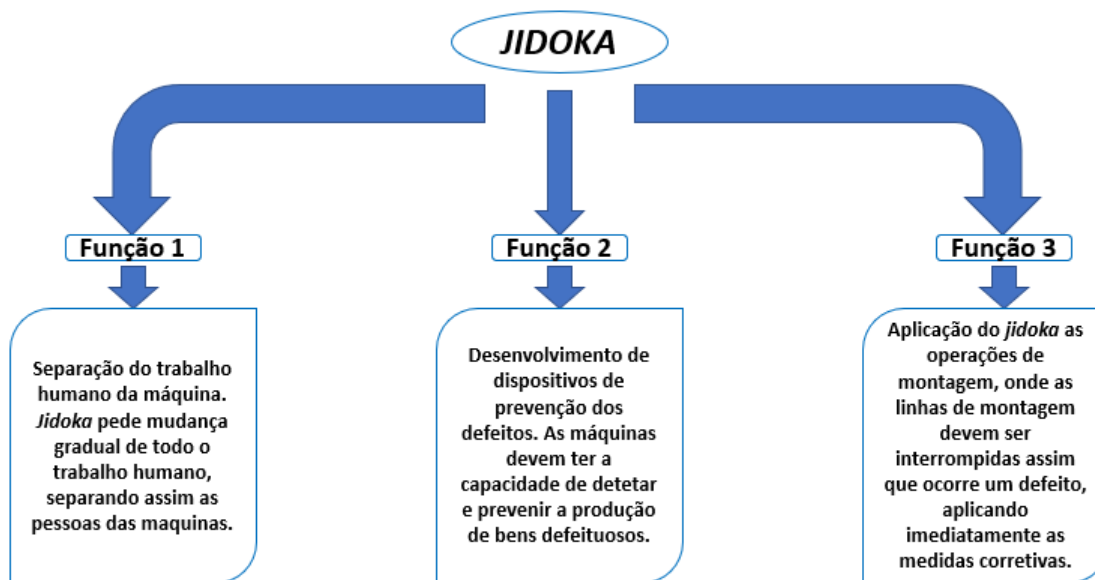 JIDOKA
Função 1
Função 2
Função 3
Separação do trabalho
humano da máquina.
Jidoka pede mudança
gradual de todo o
trabalho humano,
separando assim as
pessoas das maquinas.
Desenvolvimento de
dispositivos de
prevenção dos
defeitos. As máquinas
devem ter a
capacidade de detetar
e prevenir a produção
de bens defeituosos.
Aplicação do jidoka as
operações de
montagem, onde as
linhas de montagem
devem ser
interrompidas assim
que ocorre um defeito,
aplicando
imediatamente as
medidas corretivas.